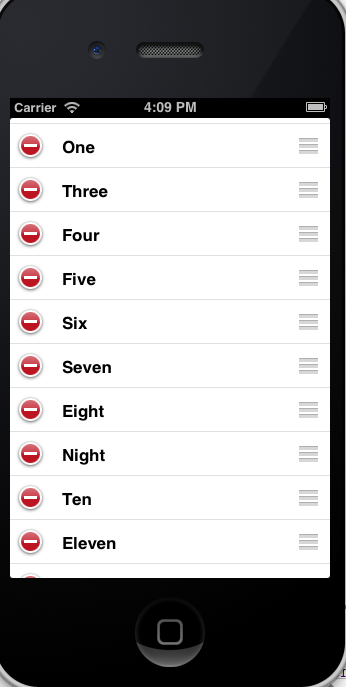 Carrier 4:09 PM
One
Three
Four
Five
Six
Seven
Eight
Night
Ten
Eleven